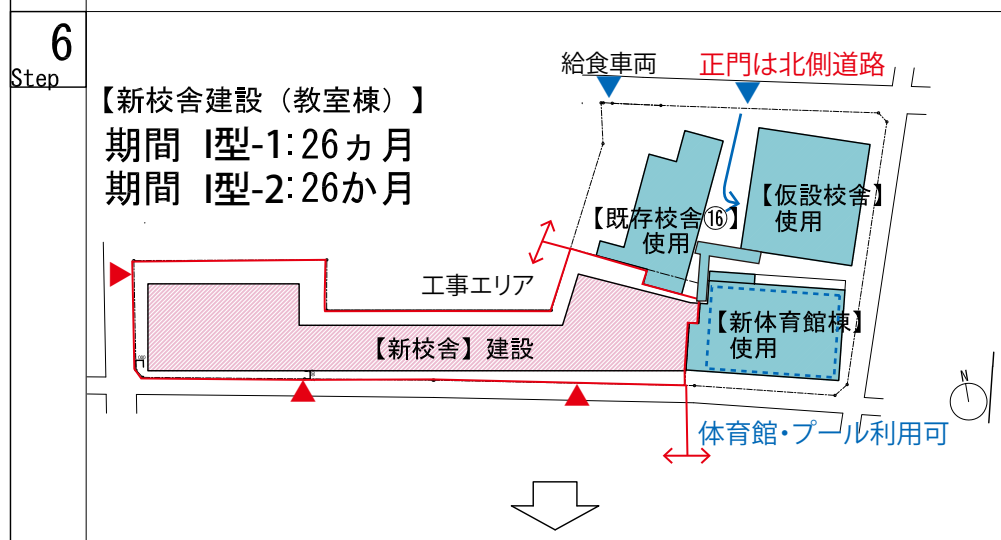 6
Step
【新校舎建設（教室棟）】
期間 Ⅰ型-1:26ヵ月
期間 Ⅰ型-2:26か月
給食車両
正門は北側道路
【既存校舎⑯】
使用
【仮設校舎】
使用
工事エリア
【新校舎】建設
【新体育館棟】
使用
N
体育館・プール利用可